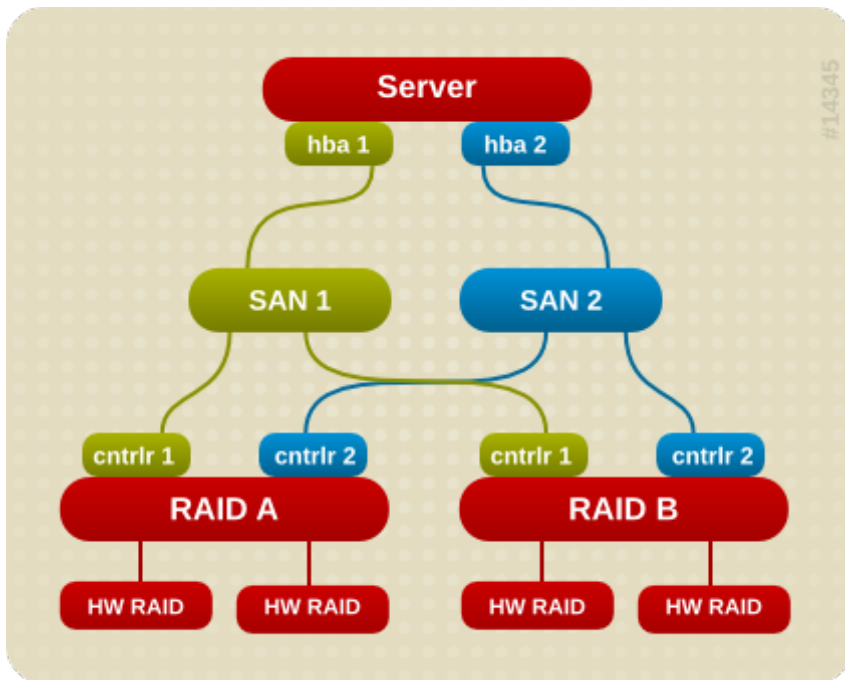 Server
#14345
hba 1
hba 2
SAN 1
SAN 2
cntrlr 1
cntrlr 2
cntrlr 1
cntrlr 2
RAID A
RAID B
HW RAID
HW RAID
HW RAID
HW RAID